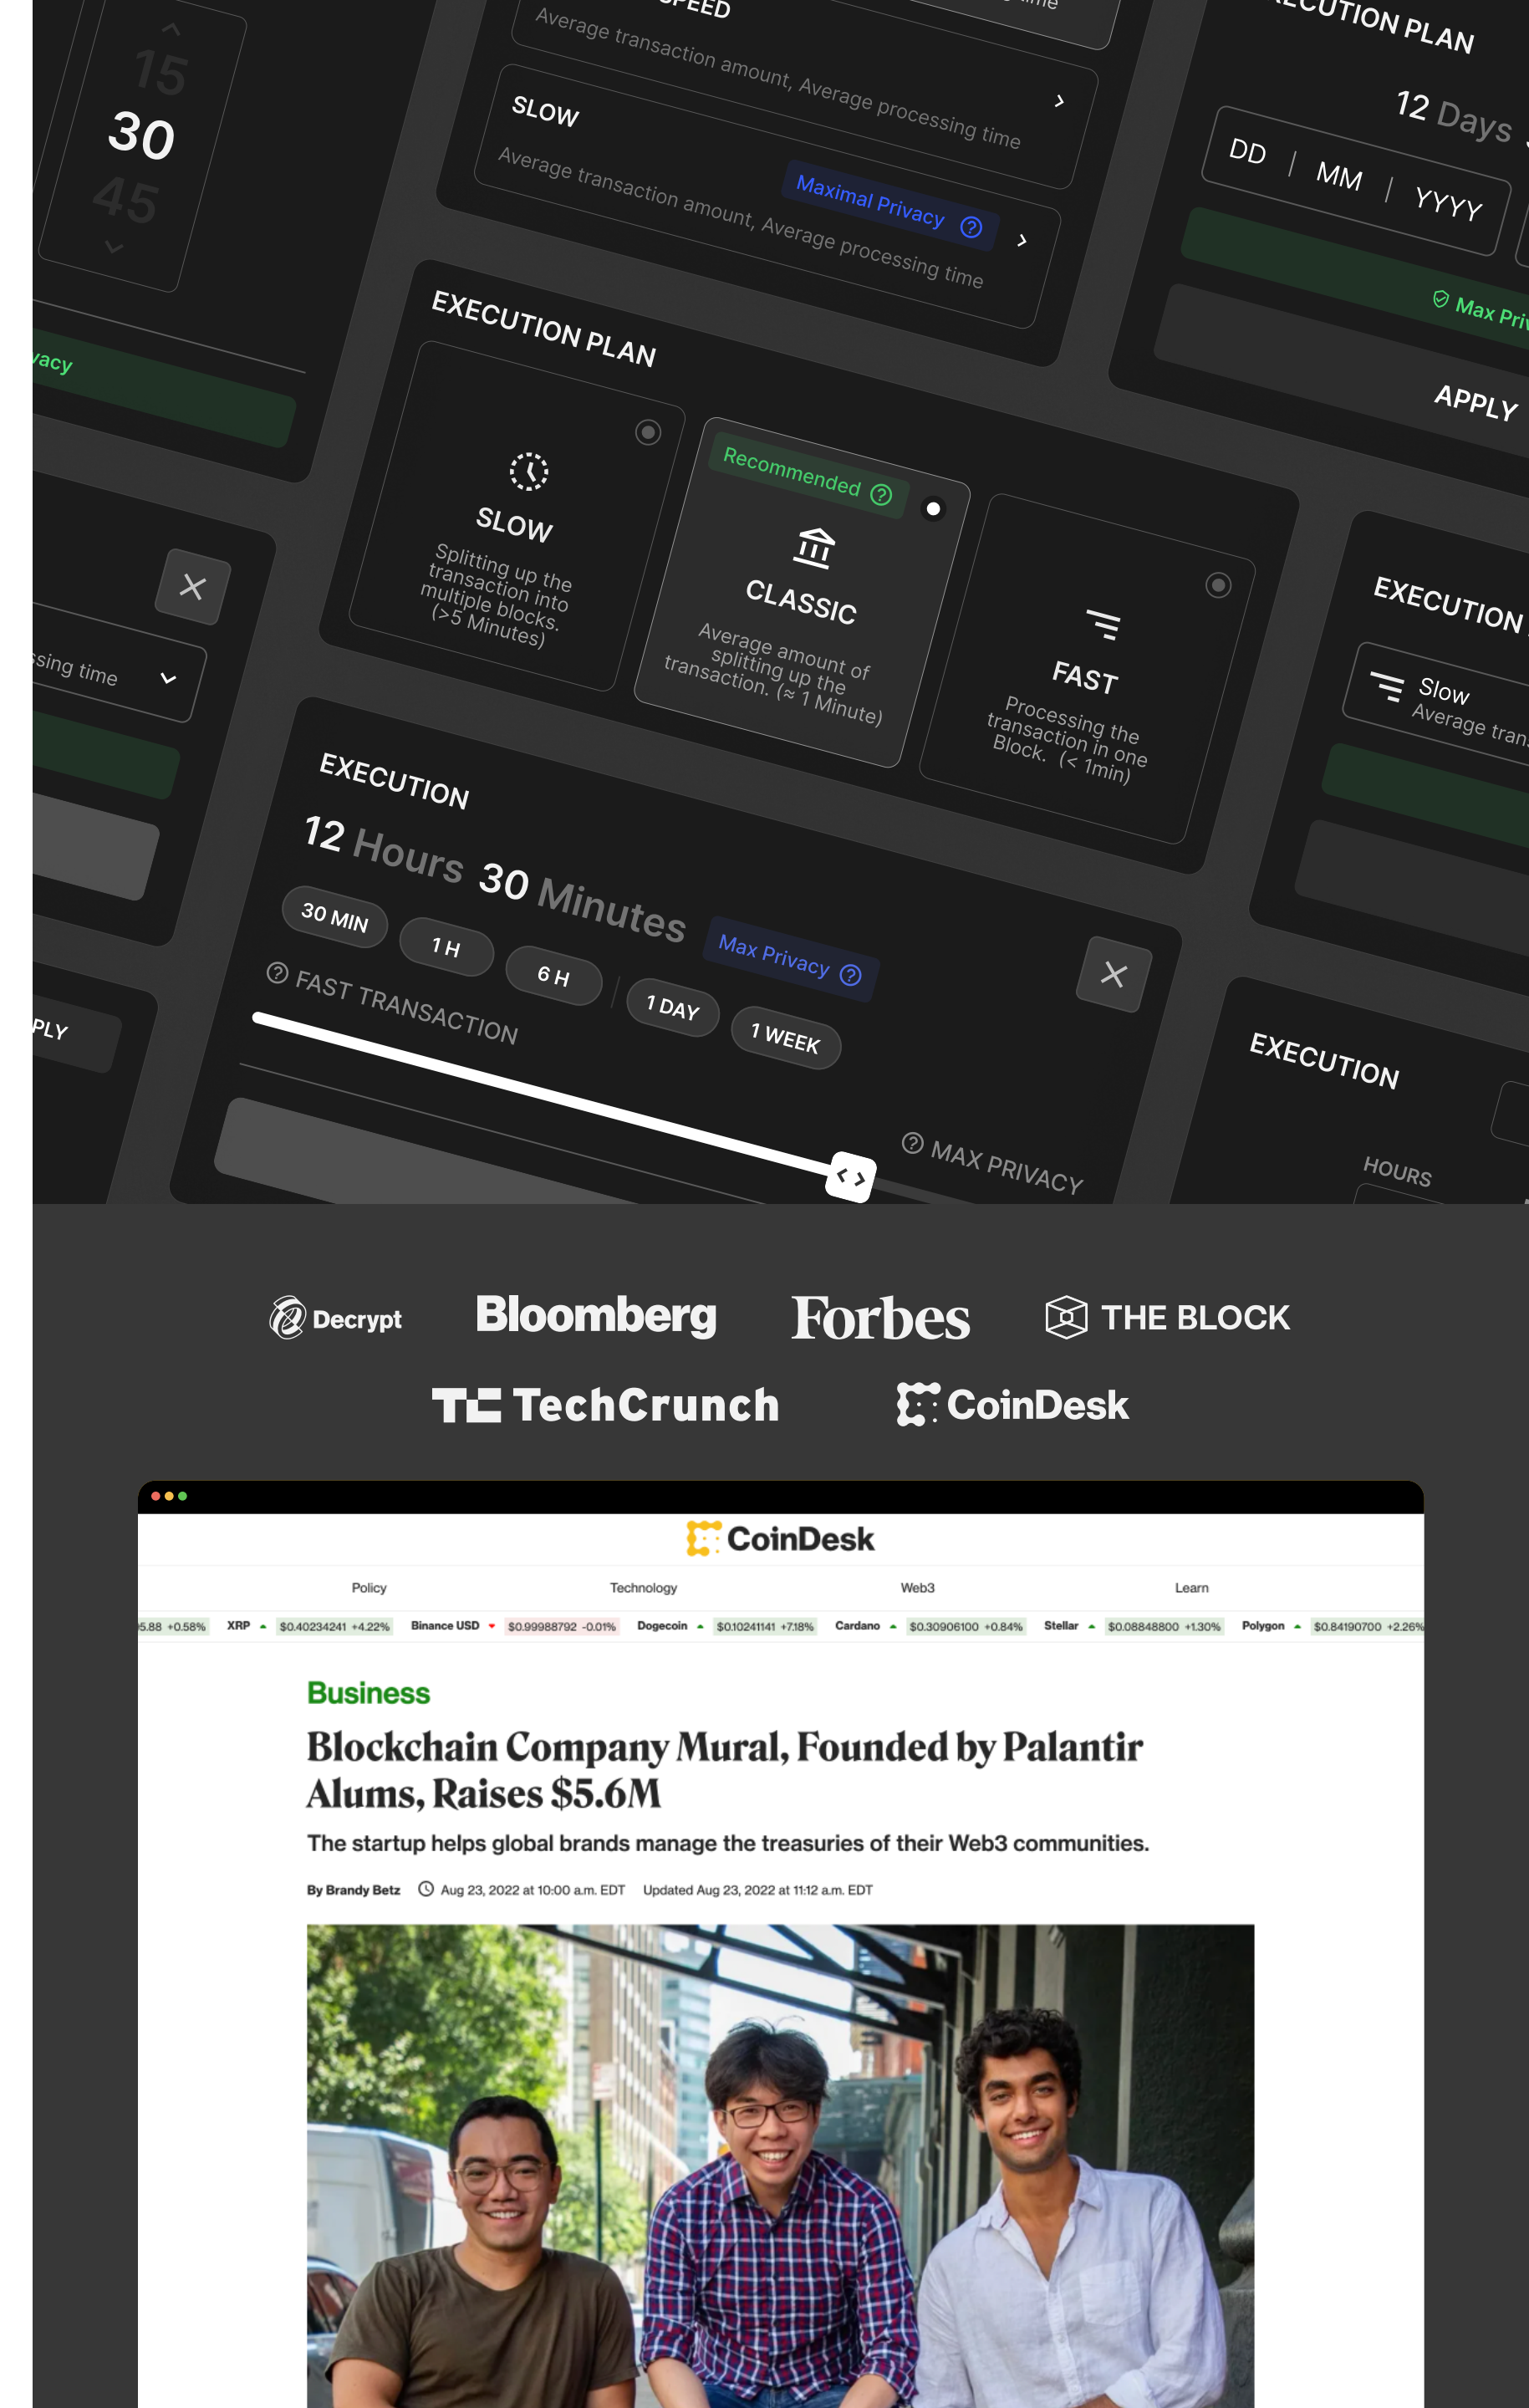 15
30
45
vacy
ssing time
PLY
SPEED
Average transaction amount, Average processing time
SLOW
Maximal Privacy
Average transaction amount, Average processing time
EXECUTION PLAN
12 Days
DD | MM | YYYY
Max Priv
APPLY
EXECUTION PLAN
SLOW
Splitting up the
transaction into
multiple blocks.
(>5 Minutes)
Recommended
CLASSIC
Average amount of
splitting up the
transaction. (≈ 1 Minute)
FAST
Processing the
transaction in one
Block. (< 1min)
EXECUTION
Slow
Average trans
EXECUTION
12 Hours 30 Minutes
Max Privacy
30 MIN
1 H
6 H
1 DAY
1 WEEK
FAST TRANSACTION
MAX PRIVACY
EXECUTION
HOURS
Decrypt
Bloomberg
Forbes
THE BLOCK
TechCrunch
CoinDesk
CoinDesk
Policy Technology Web3 Learn
5.88 +0.58% XRP $0.40234241 +4.22% Binance USD $0.99988792 -0.01% Dogecoin $0.10241141 +7.18% Cardano $0.30906100 +0.84% Stellar $0.08848800 +1.30% Polygon $0.84190700 +2.26%
Business
Blockchain Company Mural, Founded by Palantir
Alums, Raises $5.6M
The startup helps global brands manage the treasuries of their Web3 communities.
By Brandy Betz Aug 23, 2022 at 10:00 a.m. EDT Updated Aug 23, 2022 at 11:12 a.m. EDT